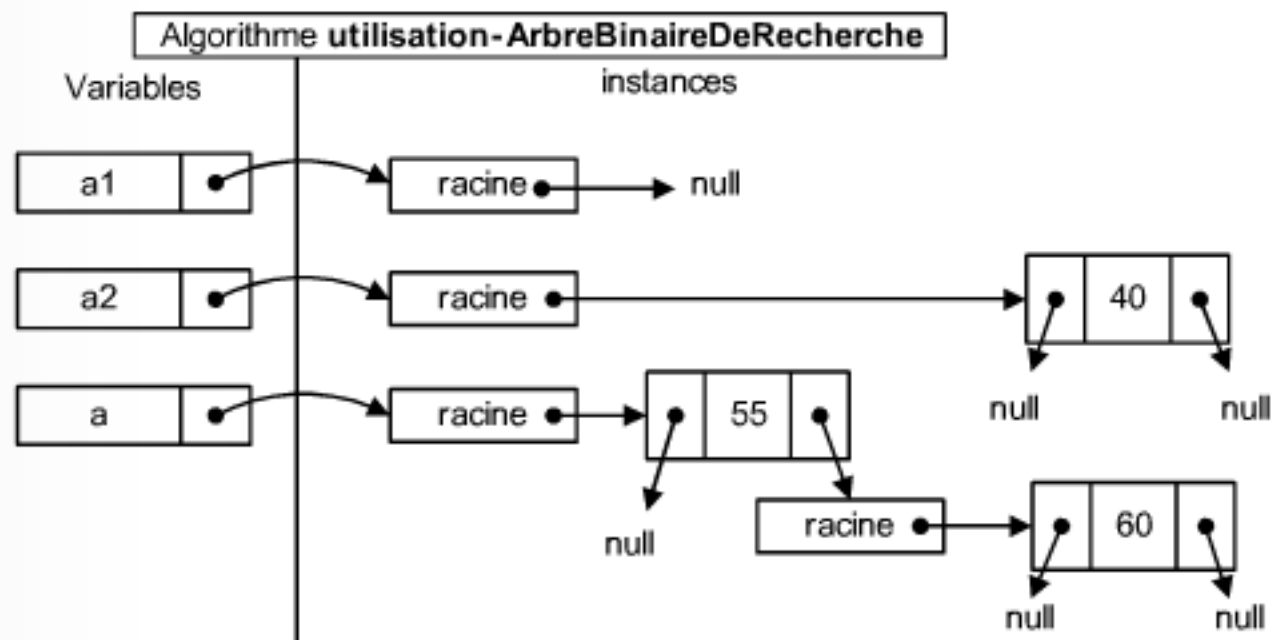 Algorithme utilisation-ArbreBinaireDeRecherche
Variables
instances
a1
racine
null
a2
racine
40
null
null
a
racine
55
null
racine
60
null
null